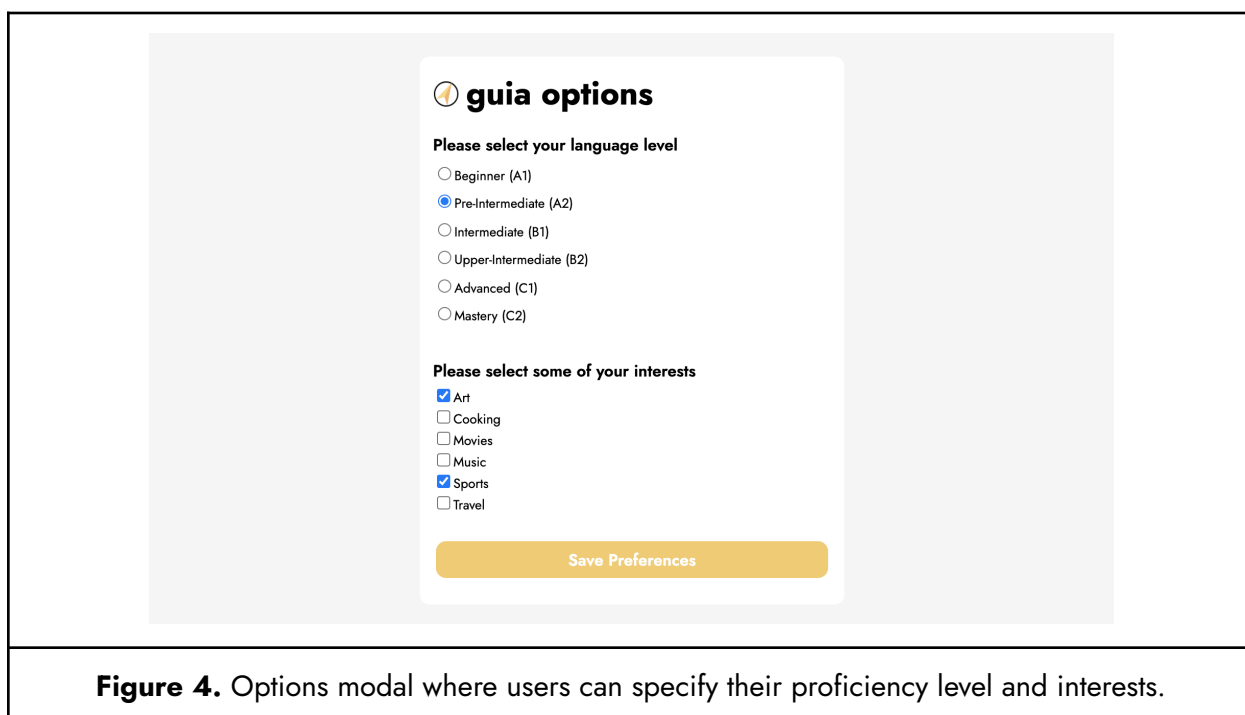 guia options
Please select your language level
Beginner (A1)
Pre-Intermediate (A2)
Intermediate (B1)
Upper-Intermediate (B2)
Advanced (C1)
Mastery (C2)
Please select some of your interests
Art
Cooking
Movies
Music
Sports
Travel
Save Preferences
Figure 4. Options modal where users can specify their proficiency level and interests.